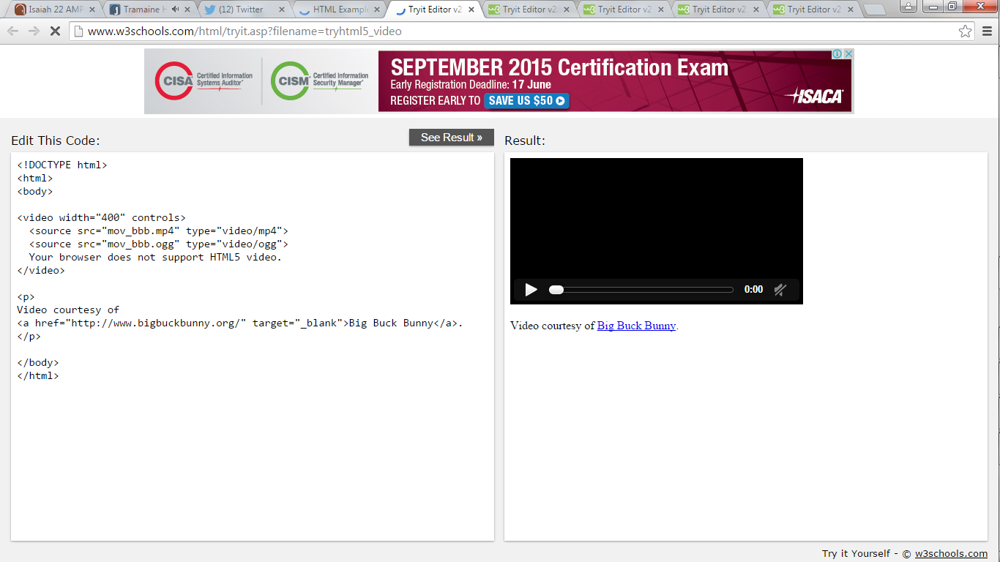 Isaiah 22 AMP
Tramaine H
(12) Twitter
HTML Example
Tryit Editor v2
Tryit Editor v2
Tryit Editor v2
Tryit Editor v2
Tryit Editor v2
www.w3schools.com/html/tryit.asp?filename=tryhtml5_video
CISA Certified Information Systems Auditor®
CISM Certified Information Security Manager®
SEPTEMBER 2015 Certification Exam
Early Registration Deadline: 17 June
REGISTER EARLY TO SAVE US $50
ISACA®
Edit This Code:
See Result »
Result:
<!DOCTYPE html>
<html>
<body>
<video width="400" controls>
<source src="mov_bbb.mp4" type="video/mp4">
<source src="mov_bbb.ogg" type="video/ogg">
Your browser does not support HTML5 video.
</video>
<p>
Video courtesy of
<a href="http://www.bigbuckbunny.org/" target="_blank">Big Buck Bunny</a>.
</p>
</body>
</html>
0:00
Video courtesy of Big Buck Bunny.
Try it Yourself - © w3schools.com